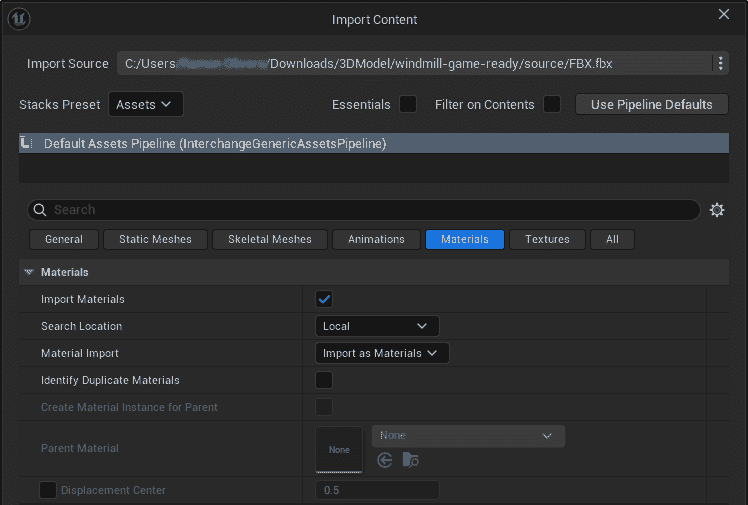 Import Content
Import Source C:/Users /Downloads/3DModel/windmill-game-ready/source/FBX.fbx
Stacks Preset Assets Essentials Filter on Contents Use Pipeline Defaults
Default Assets Pipeline (InterchangeGenericAssetsPipeline)
Search
General Static Meshes Skeletal Meshes Animations Materials Textures All
Materials
Import Materials
Search Location Local
Material Import Import as Materials
Identify Duplicate Materials
Create Material Instance for Parent
Parent Material None None
Displacement Center 0.5